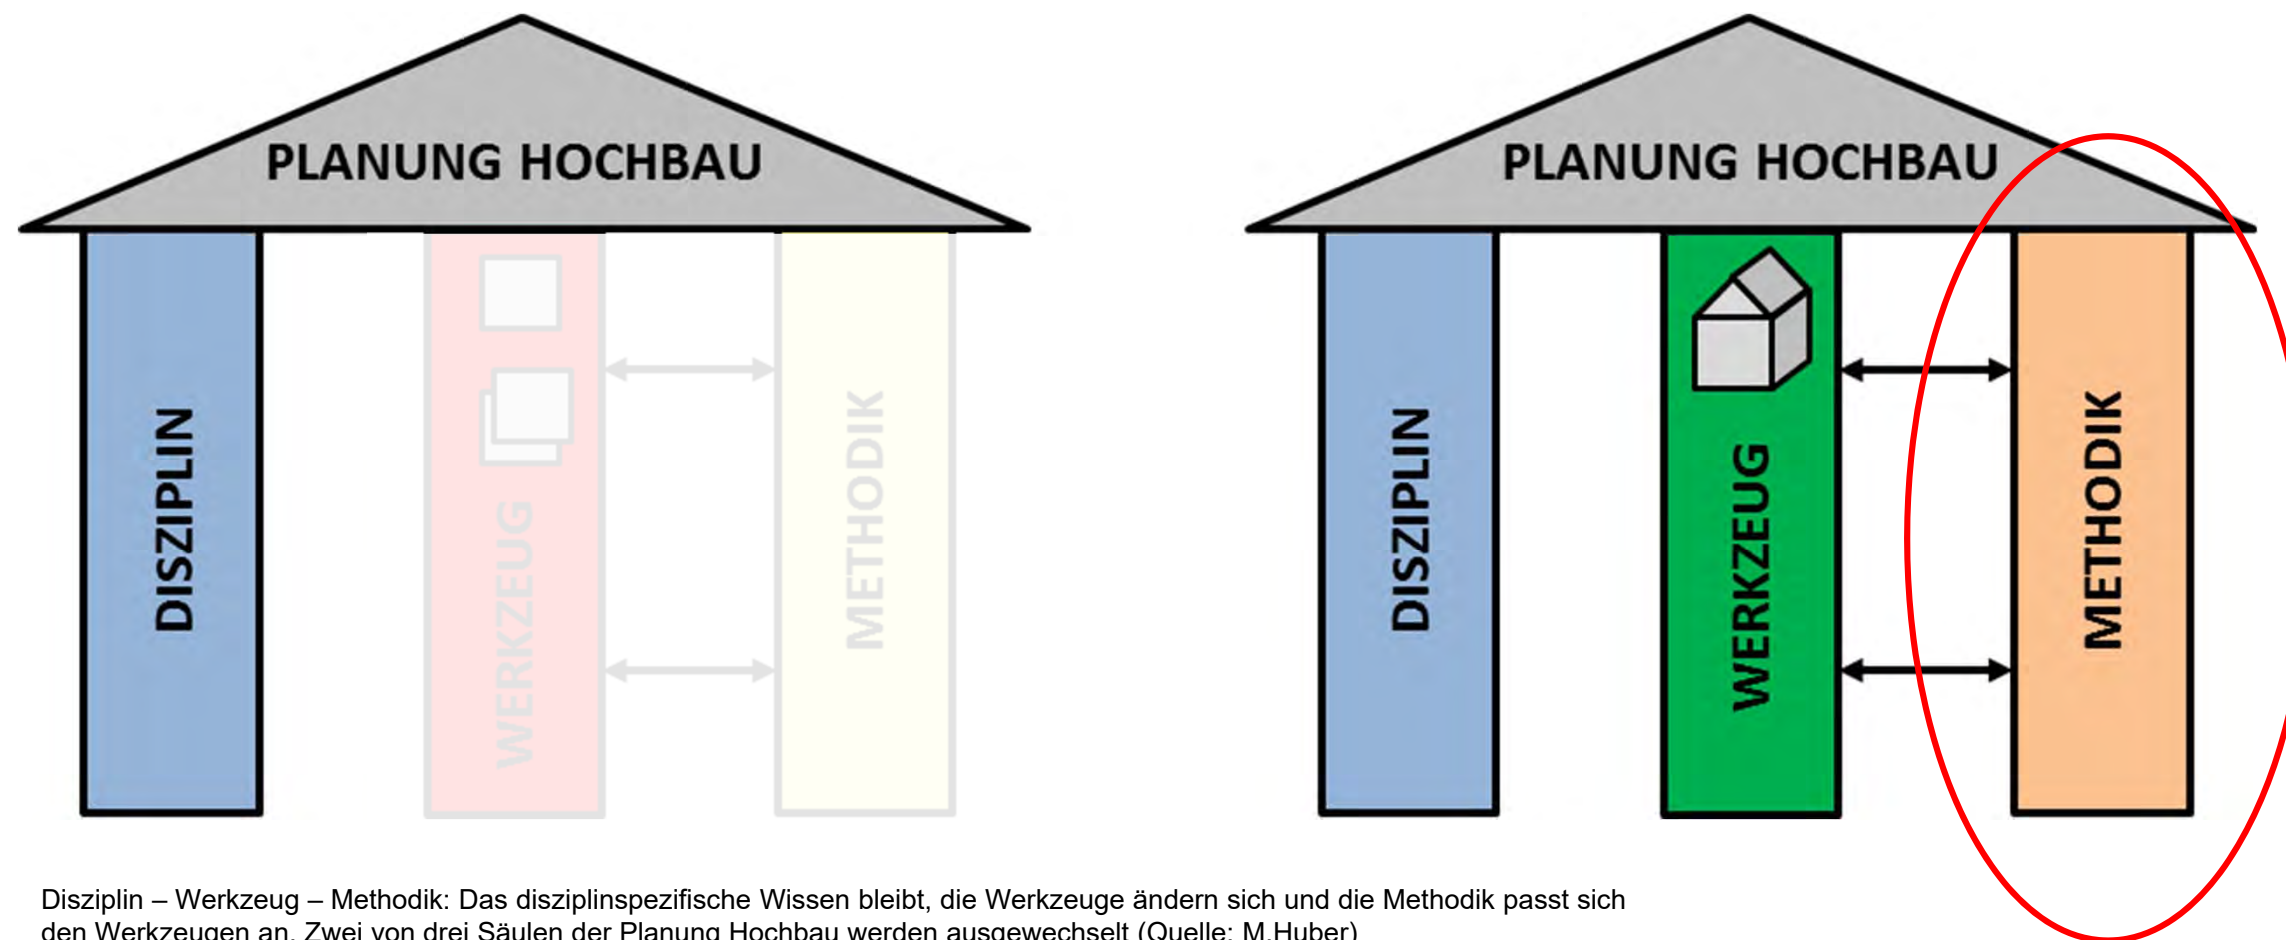 PLANUNG HOCHBAU
DISZIPLIN
WERKZEUG
METHODIK
PLANUNG HOCHBAU
DISZIPLIN
WERKZEUG
METHODIK
Disziplin – Werkzeug – Methodik: Das disziplinspezifische Wissen bleibt, die Werkzeuge ändern sich und die Methodik passt sich
den Werkzeugen an. Zwei von drei Säulen der Planung Hochbau werden ausgewechselt (Quelle: M.Huber)